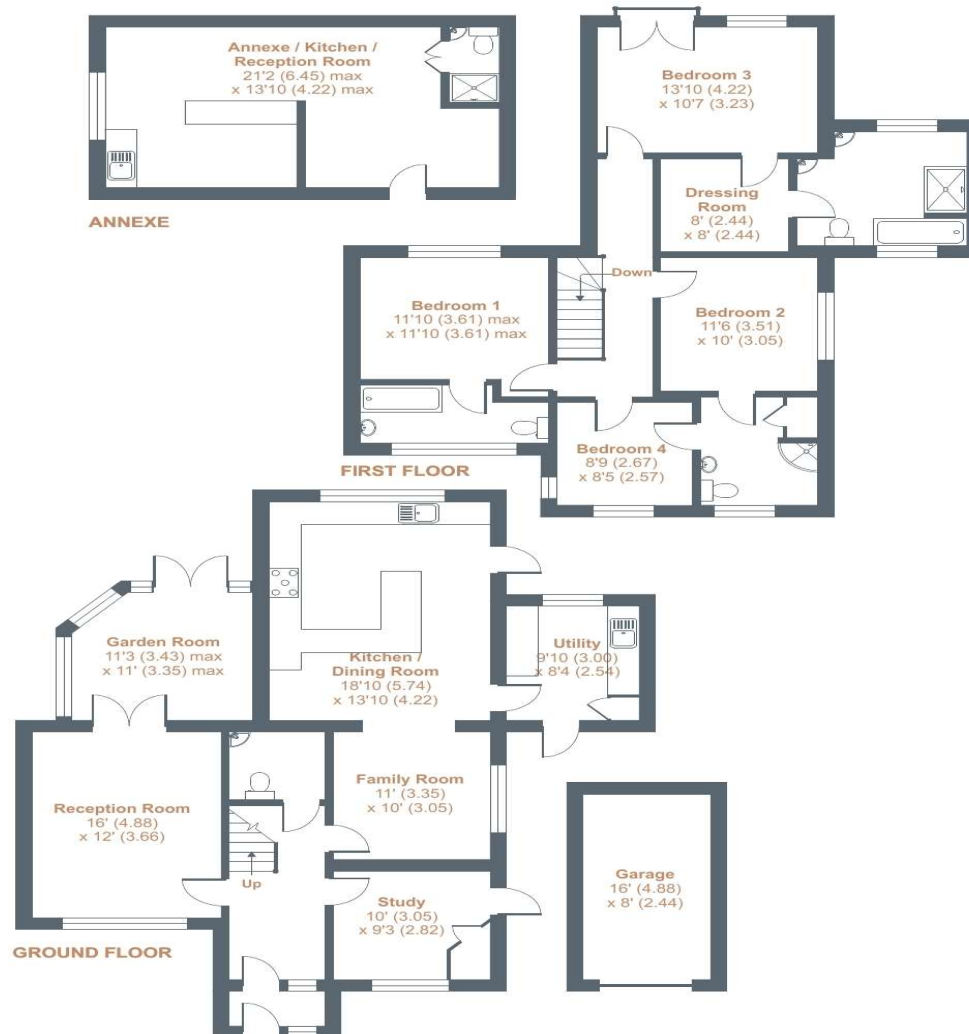 Annexe / Kitchen /
Reception Room
21'2 (6.45) max
x 13'10 (4.22) max
ANNEXE
Bedroom 3
13'10 (4.22)
x 10'7 (3.23)
Dressing
Room
8' (2.44)
x 8' (2.44)
Down
Bedroom 1
11'10 (3.61) max
x 11'10 (3.61) max
Bedroom 2
11'6 (3.51)
x 10' (3.05)
Bedroom 4
8'9 (2.67)
x 8'5 (2.57)
FIRST FLOOR
Garden Room
11'3 (3.43) max
x 11' (3.35) max
Kitchen /
Dining Room
18'10 (5.74)
x 13'10 (4.22)
Utility
9'10 (3.00)
x 8'4 (2.54)
Reception Room
16' (4.88)
x 12' (3.66)
Family Room
11' (3.35)
x 10' (3.05)
Up
Study
10' (3.05)
x 9'3 (2.82)
Garage
16' (4.88)
x 8' (2.44)
GROUND FLOOR